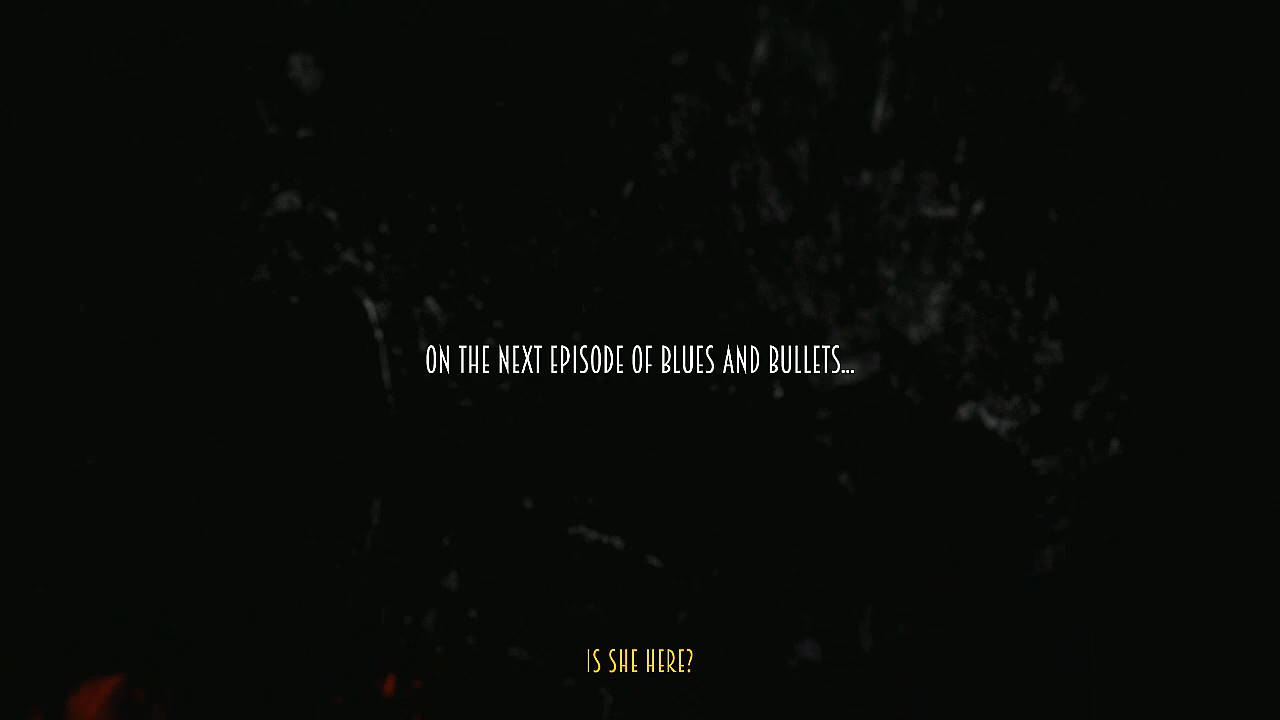 ON THE NEXT EPISODE OF BLUES AND BULLETS...
IS SHE HERE?